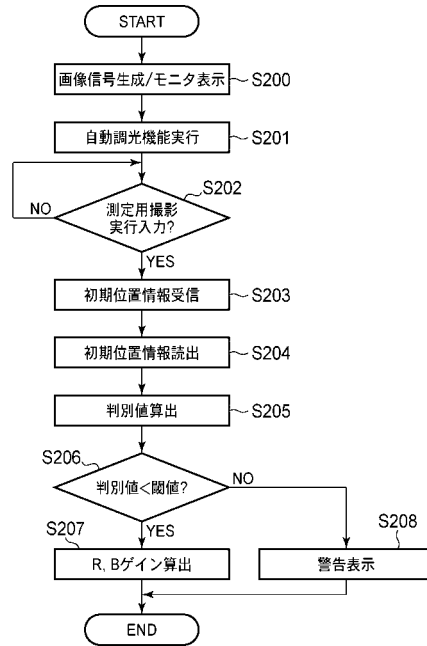 START
画像信号生成/モニタ表示
S200
自動調光機能実行
S201
S202
測定用撮影
実行入力?
NO
YES
初期位置情報受信
S203
初期位置情報読出
S204
判別値算出
S205
S206
判別値<閾値?
NO
YES
S207
R, Bゲイン算出
S208
警告表示
END